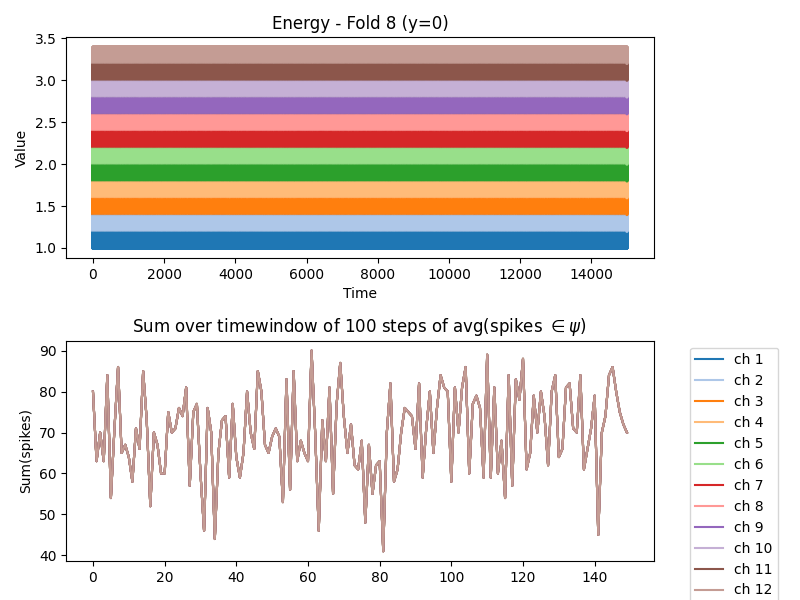 Energy - Fold 8 (y=0)
3.5
3.0
2.5
2.0
1.5
1.0
Value
0 2000 4000 6000 8000 10000 12000 14000
Time
Sum over timewindow of 100 steps of avg(spikes ∈ ψ)
90
80
70
60
50
40
Sum(spikes)
0 20 40 60 80 100 120 140
ch 1
ch 2
ch 3
ch 4
ch 5
ch 6
ch 7
ch 8
ch 9
ch 10
ch 11
ch 12